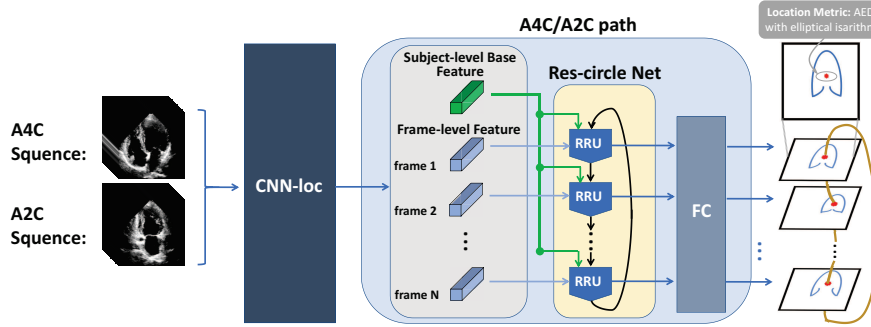 A4C/A2C path
Location Metric: AED
with elliptical isarithm
Subject-level Base
Feature
Res-circle Net
A4C
Squence:
Frame-level Feature
frame 1
RRU
CNN-loc
A2C
Squence:
frame 2
RRU
FC
frame N
RRU